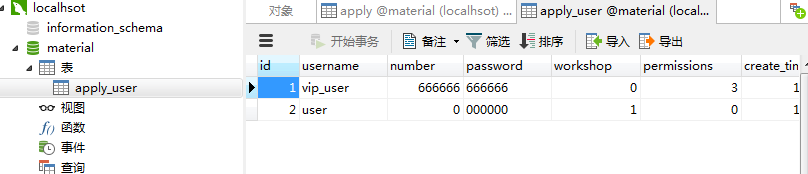 localhsot
information_schema
material
表
apply_user
视图
函数
事件
查询
对象 apply @material (localhsot) ... apply_user @material (local...
开始事务 备注 筛选 排序 导入 导出
id username number password workshop permissions create_tin
1 vip_user 666666 666666 0 3 1
2 user 0 000000 1 0 1